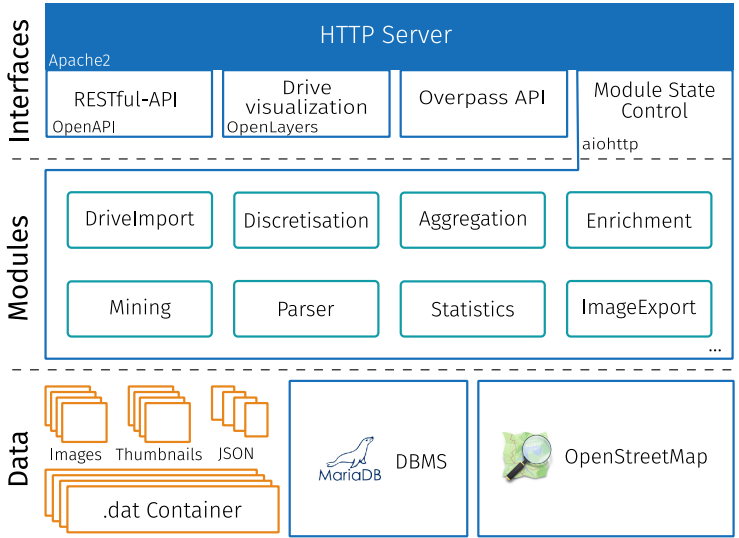 Interfaces
HTTP Server
Apache2
RESTful-API
OpenAPI
Drive
visualization
OpenLayers
Overpass API
Module State
Control
aiohttp
Modules
DriveImport
Discretisation
Aggregation
Enrichment
Mining
Parser
Statistics
ImageExport
...
Data
Images
Thumbnails
JSON
.dat Container
MariaDB
DBMS
OpenStreetMap